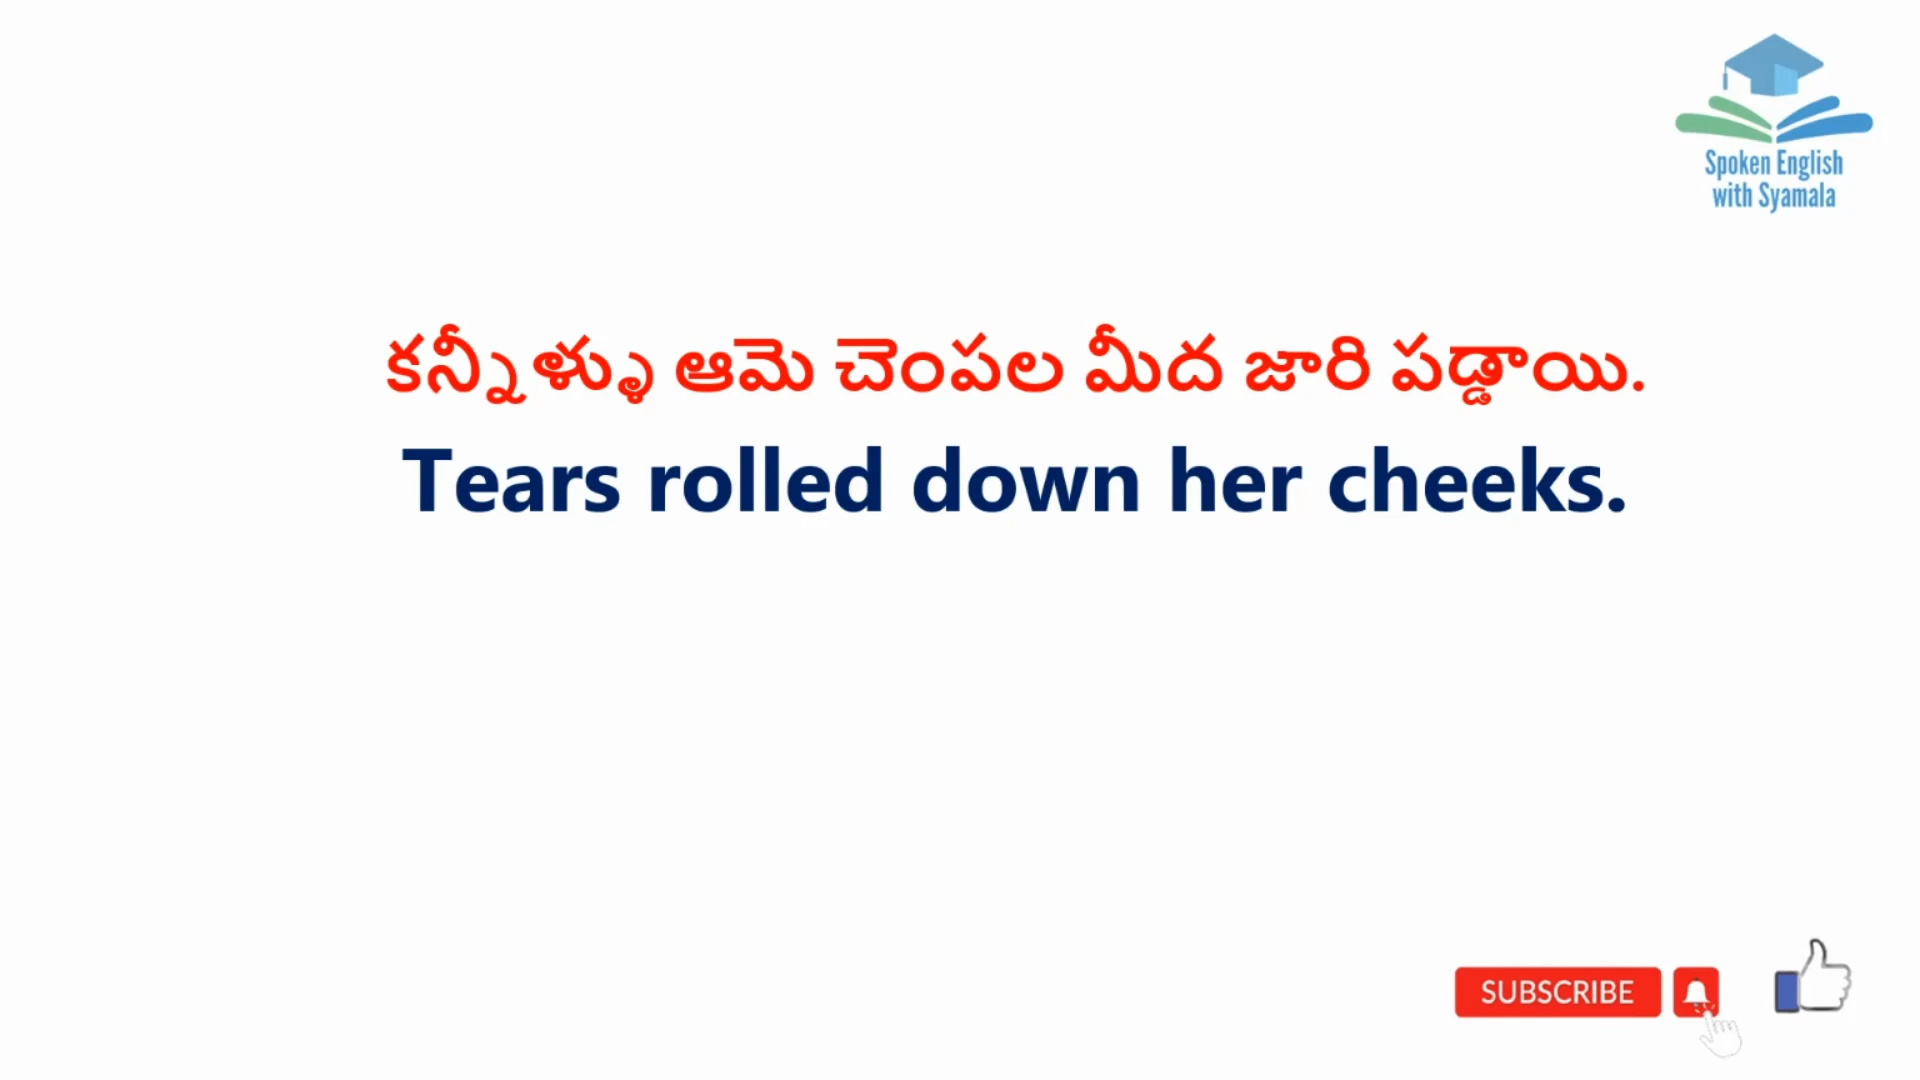 Spoken English
with Syamala
కన్నీళ్ళు ఆమె చెంపల మీద జారి పడ్డాయి.
Tears rolled down her cheeks.
SUBSCRIBE